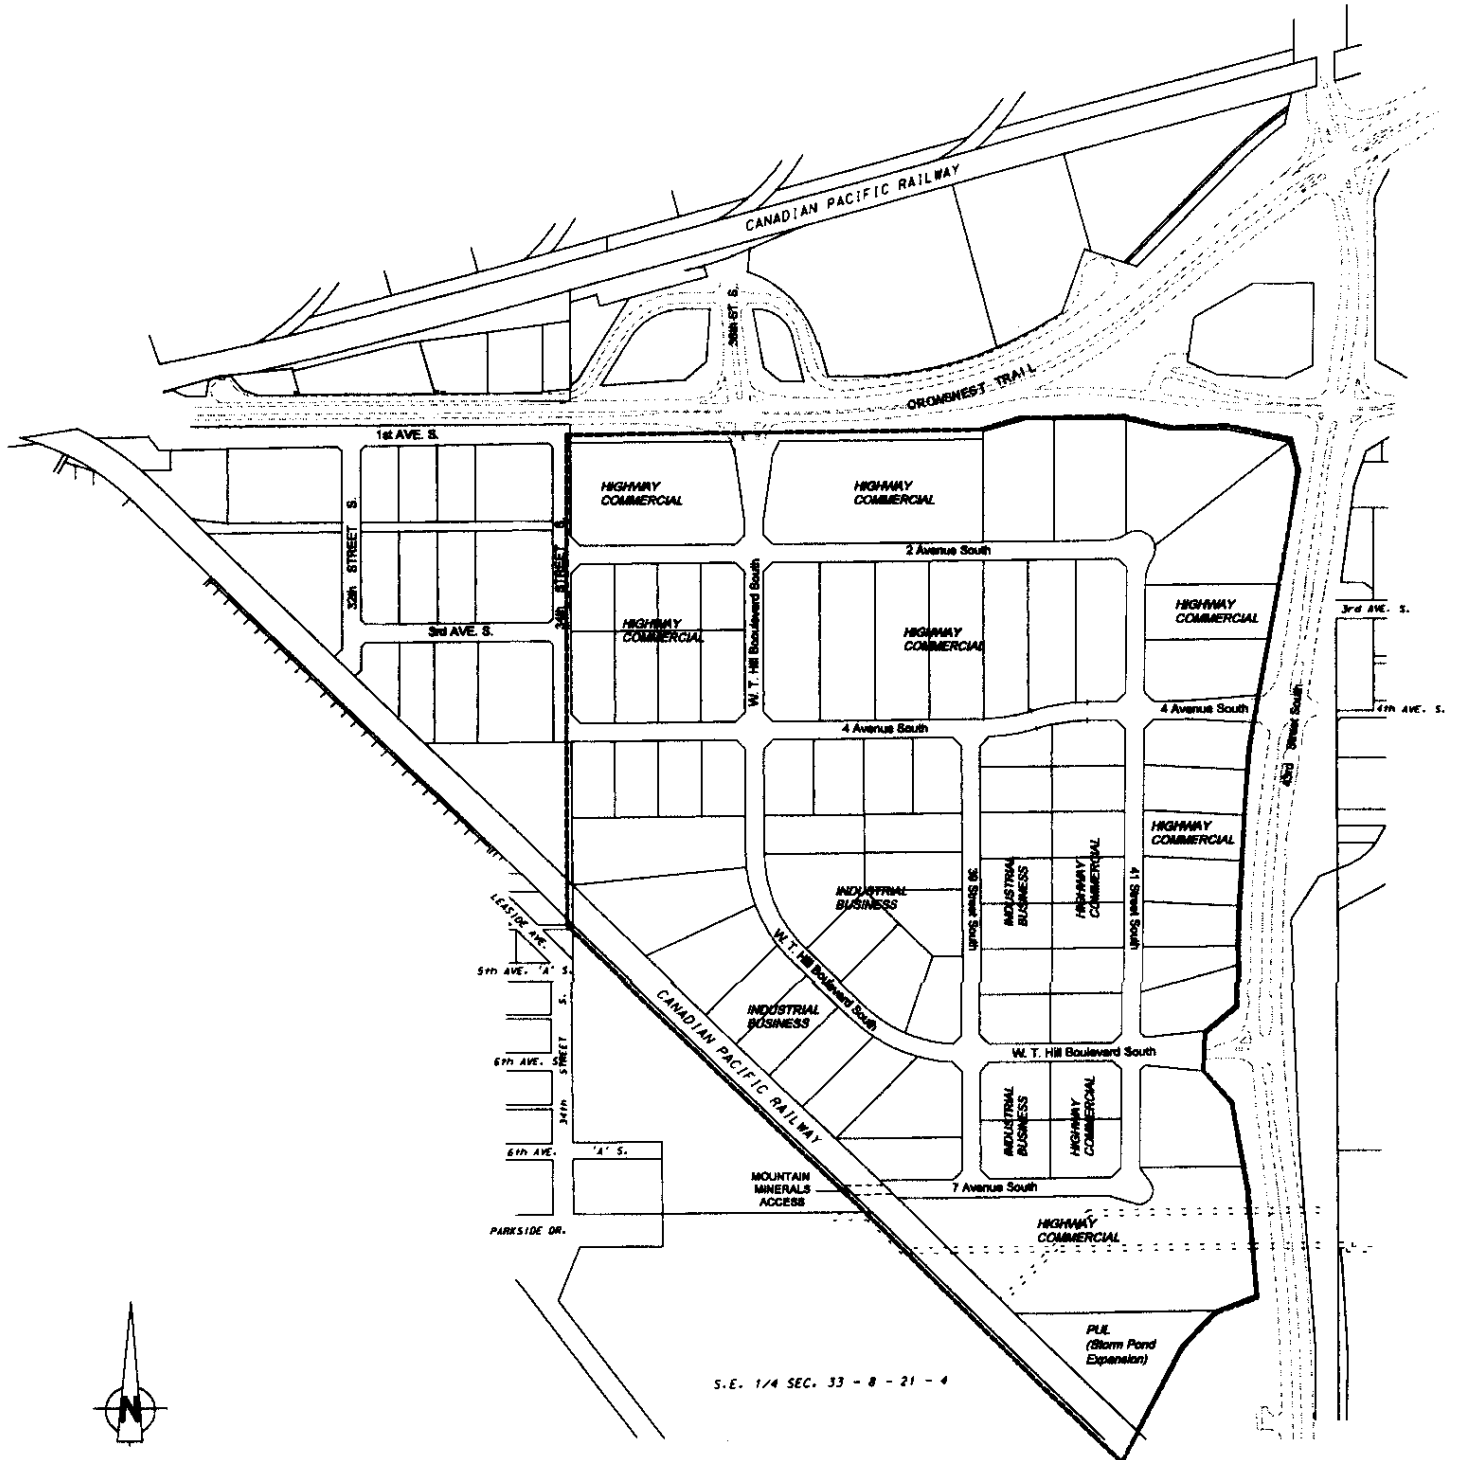 CANADIAN PACIFIC RAILWAY
36th ST. S.
CROWSNEST TRAIL
1st AVE. S.
HIGHWAY
COMMERCIAL
HIGHWAY
COMMERCIAL
32th STREET S.
34th STREET S.
2 Avenue South
W. T. Hill Booulevard South
HIGHWAY
COMMERCIAL
3rd AVE. S.
3rd AVE. S.
HIGHWAY
COMMERCIAL
HIGHWAY
COMMERCIAL
4 Avenue South
4 Avenue South
4th AVE. S.
43rd Street South
HIGHWAY
COMMERCIAL
INDUSTRIAL
BUSINESS
39 Street South
INDUSTRIAL
BUSINESS
HIGHWAY
COMMERCIAL
41 Street South
LEASIDE AVE.
W. T. Hill Boulevard South
5th AVE. 'A' S.
CANADIAN PACIFIC RAILWAY
INDUSTRIAL
BUSINESS
34th STREET S.
6th AVE. S.
W. T. Hill Boulevard South
INDUSTRIAL
BUSINESS
HIGHWAY
COMMERCIAL
6th AVE. 'A' S.
MOUNTAIN
MINERALS
ACCESS
7 Avenue South
PARKSIDE DR.
HIGHWAY
COMMERCIAL
PUL
(Storm Pond
Expansion)
S.E. 1/4 SEC. 33 - 8 - 21 - 4
N